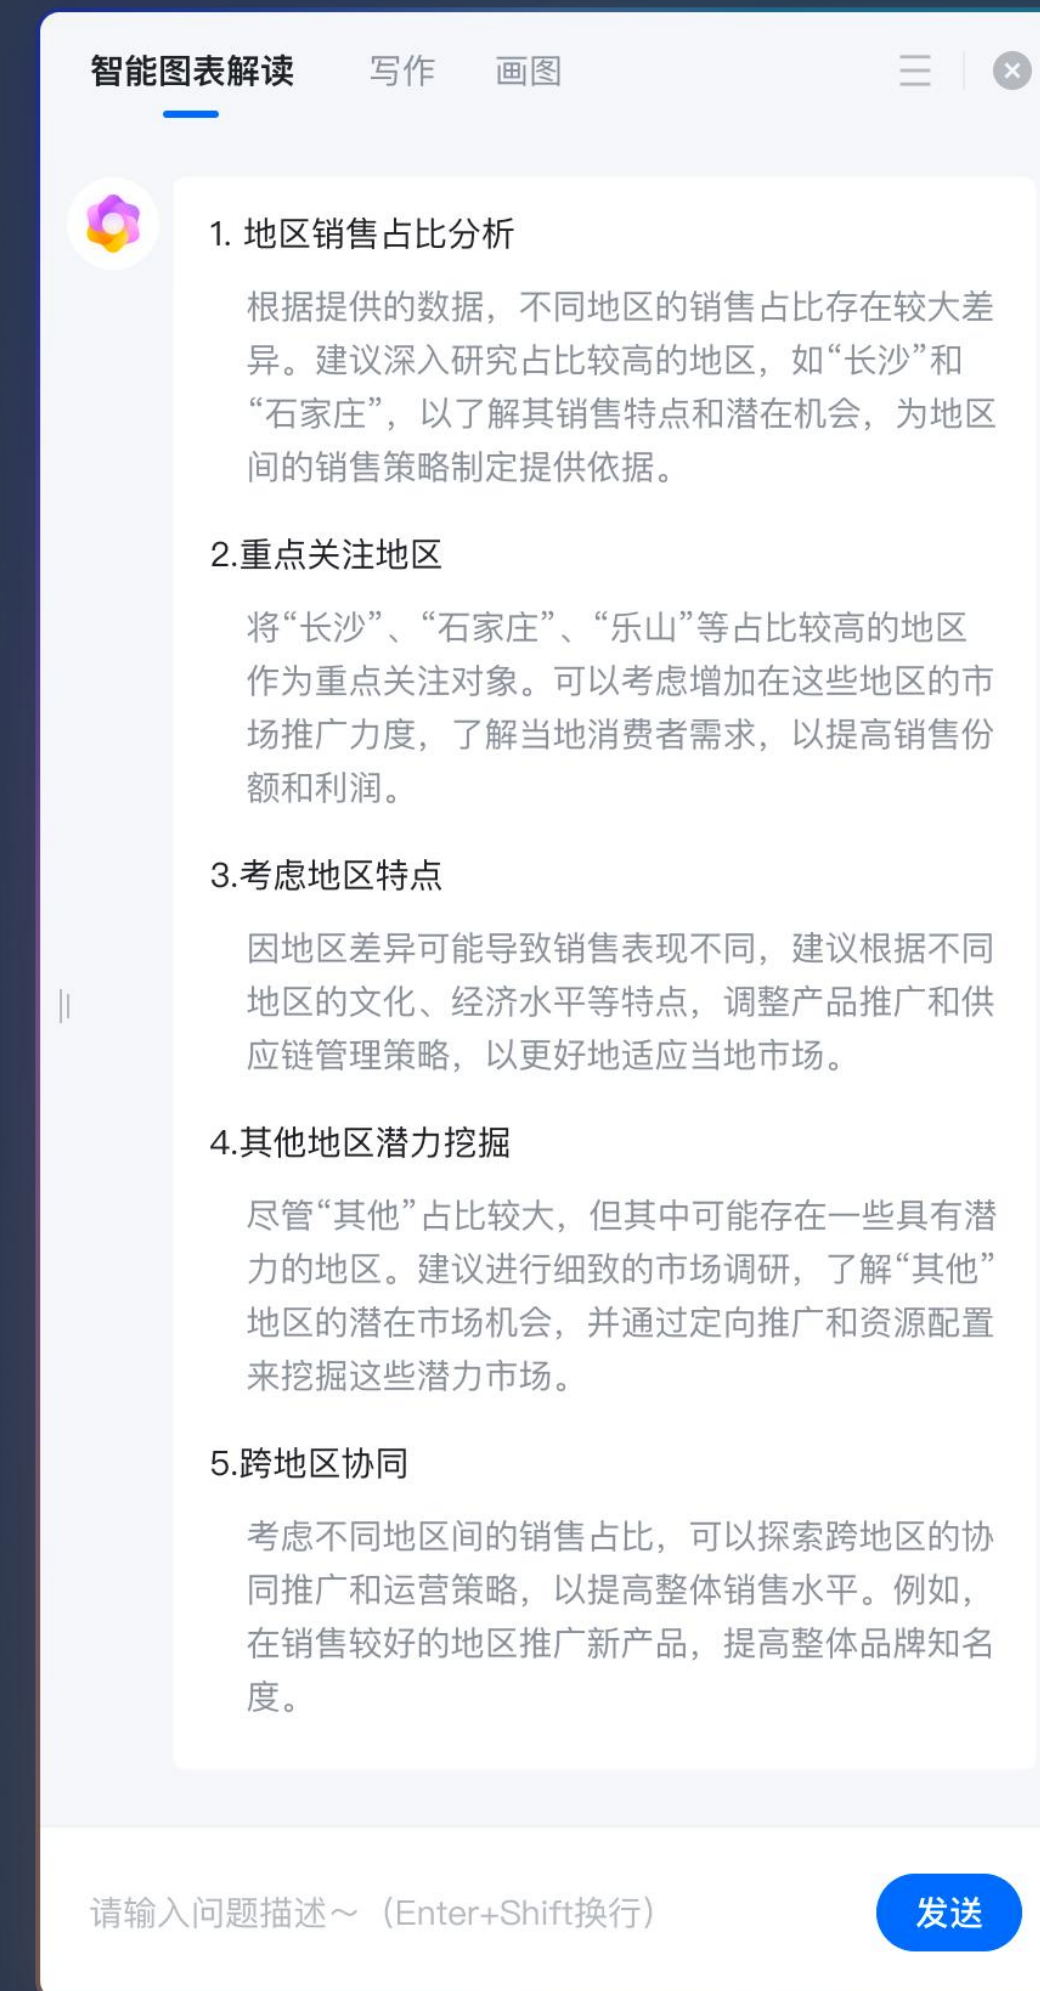 智能图表解读 写作 画图
1. 地区销售占比分析
根据提供的数据，不同地区的销售占比存在较大差
异。建议深入研究占比较高的地区，如“长沙”和
“石家庄”，以了解其销售特点和潜在机会，为地区
间的销售策略制定提供依据。
2.重点关注地区
将“长沙”、“石家庄”、“乐山”等占比较高的地区
作为重点关注对象。可以考虑增加在这些地区的市
场推广力度，了解当地消费者需求，以提高销售份
额和利润。
3.考虑地区特点
因地区差异可能导致销售表现不同，建议根据不同
地区的文化、经济水平等特点，调整产品推广和供
应链管理策略，以更好地适应当地市场。
4.其他地区潜力挖掘
尽管“其他”占比较大，但其中可能存在一些具有潜
力的地区。建议进行细致的市场调研，了解“其他”
地区的潜在市场机会，并通过定向推广和资源配置
来挖掘这些潜力市场。
5.跨地区协同
考虑不同地区间的销售占比，可以探索跨地区的协
同推广和运营策略，以提高整体销售水平。例如，
在销售较好的地区推广新产品，提高整体品牌知名
度。
请输入问题描述～（Enter+Shift换行）
发送